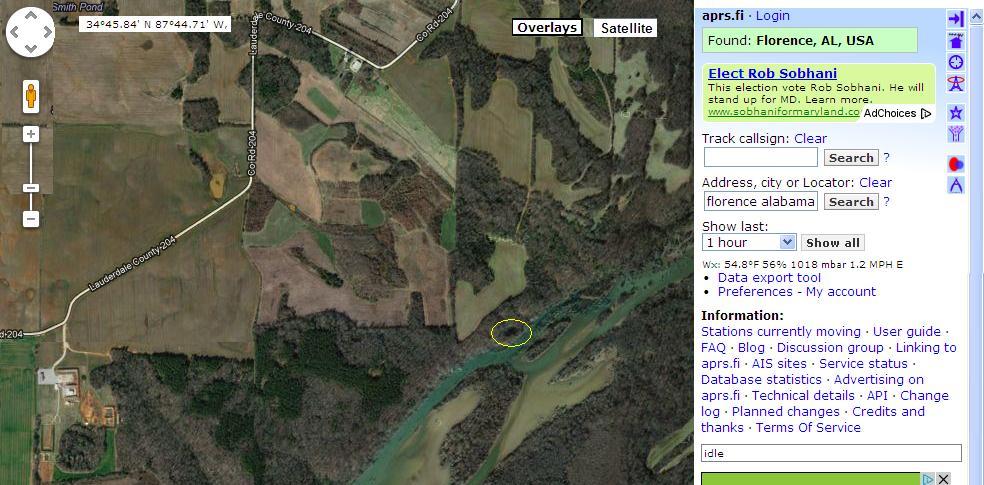 Smith Pond
34°45.84' N 87°44.71' W,
Lauderdale County-204
Co Rd-204
Overlays
Satellite
Co Rd-204
Lauderdale County-204
d-204
aprs.fi · Login
Found: Florence, AL, USA
Elect Rob Sobhani
This election vote Rob Sobhani. He will
stand up for MD. Learn more.
www.sobhaniformaryland.co
AdChoices
Track callsign: Clear
Search ?
Address, city or Locator: Clear
florence alabama Search ?
Show last:
1 hour Show all
Wx: 54.8°F 56% 1018 mbar 1.2 MPH E
• Data export tool
• Preferences - My account
Information:
Stations currently moving · User guide ·
FAQ · Blog · Discussion group · Linking to
aprs.fi · AIS sites · Service status ·
Database statistics · Advertising on
aprs.fi · Technical details · API · Change
log · Planned changes · Credits and
thanks · Terms Of Service
idle